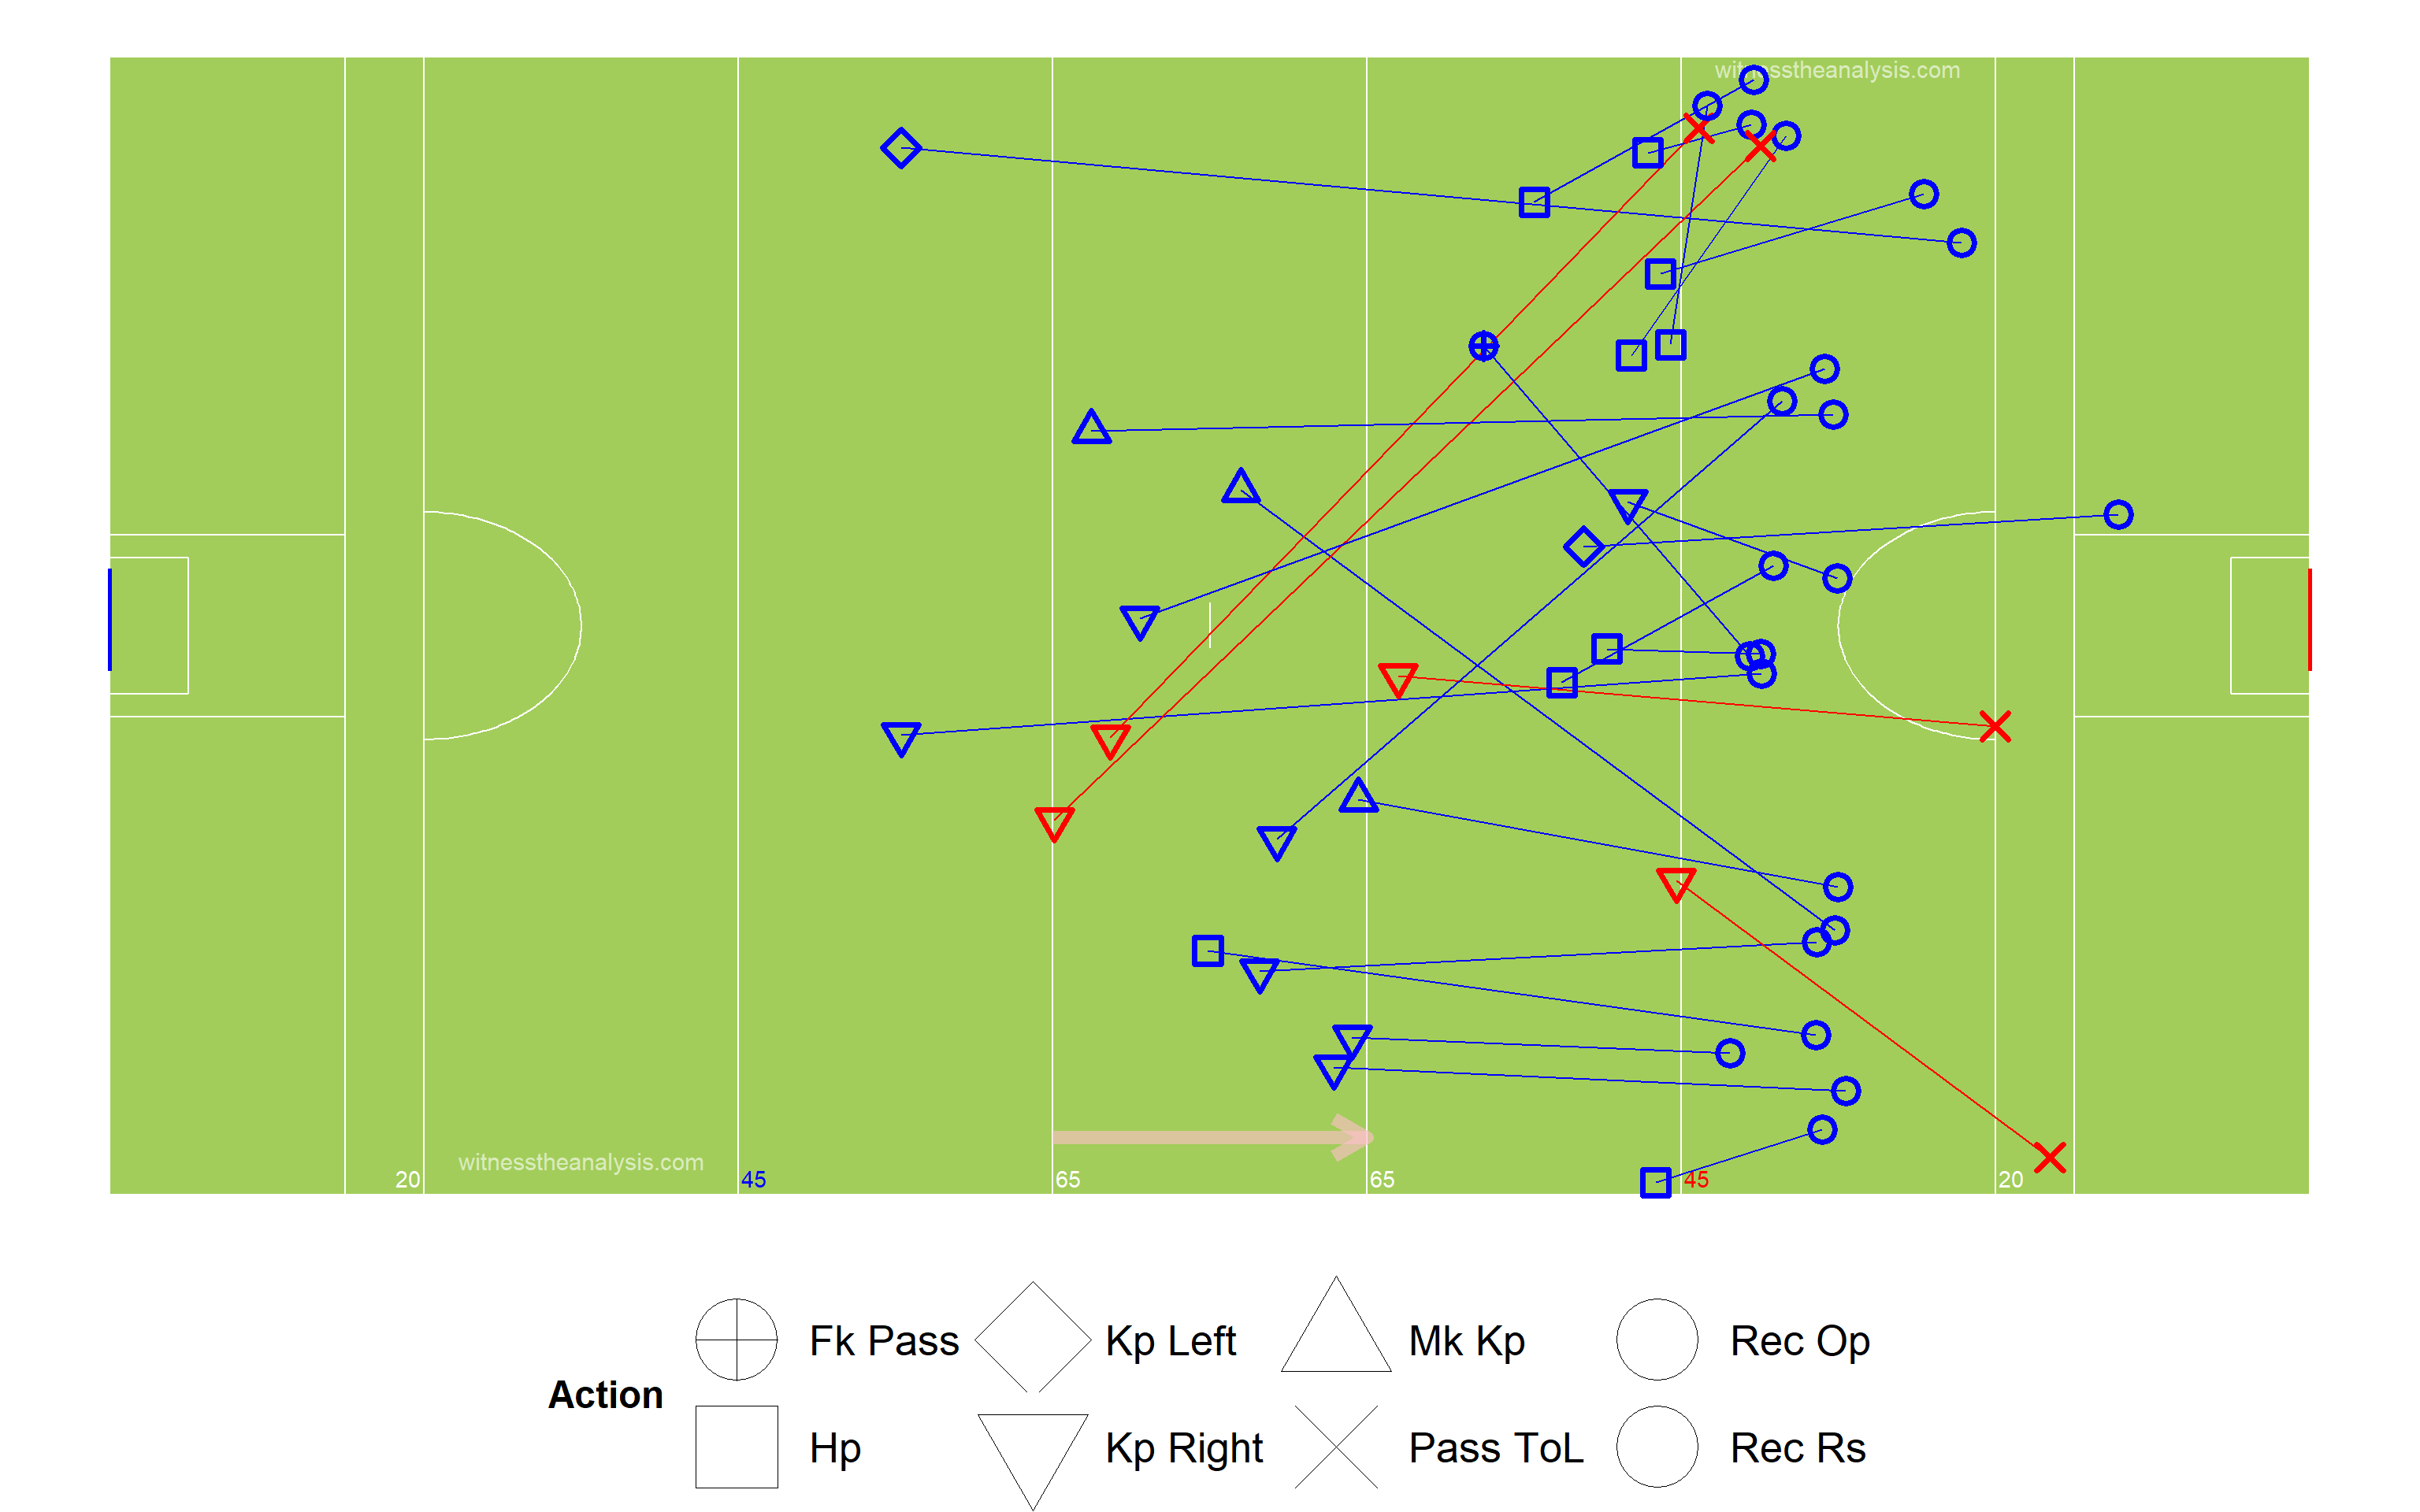 witnesstheanalysis.com
witnesstheanalysis.com
20 45 65 65 45 20
Action
Fk Pass Kp Left Mk Kp Rec Op
Hp Kp Right Pass ToL Rec Rs